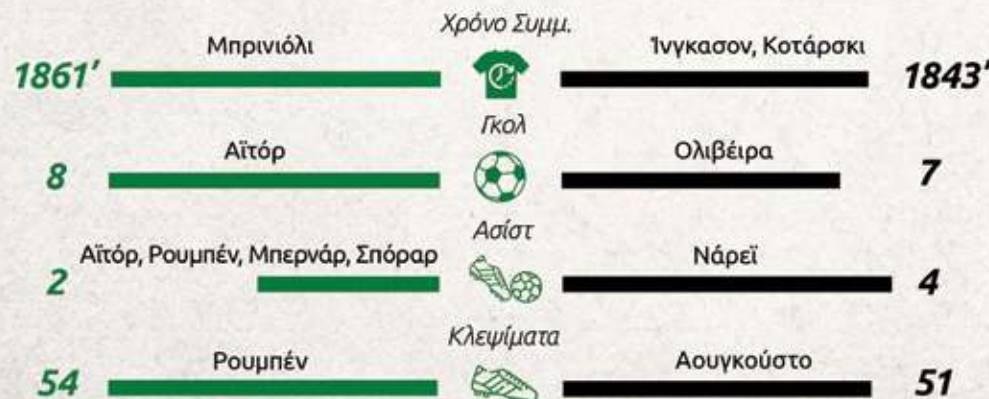 Χρόνο Συμμ.
Μπρινιόλι
Ίνγκασον, Κοτάρσκι
1861’
1843’
Γκολ
Αϊτόρ
Ολιβέιρα
8
7
Ασίστ
Αϊτόρ, Ρουμπέν, Μπερνάρ, Σπόραρ
Νάρεϊ
2
4
Κλεψίματα
Ρουμπέν
Αουγκούστο
54
51